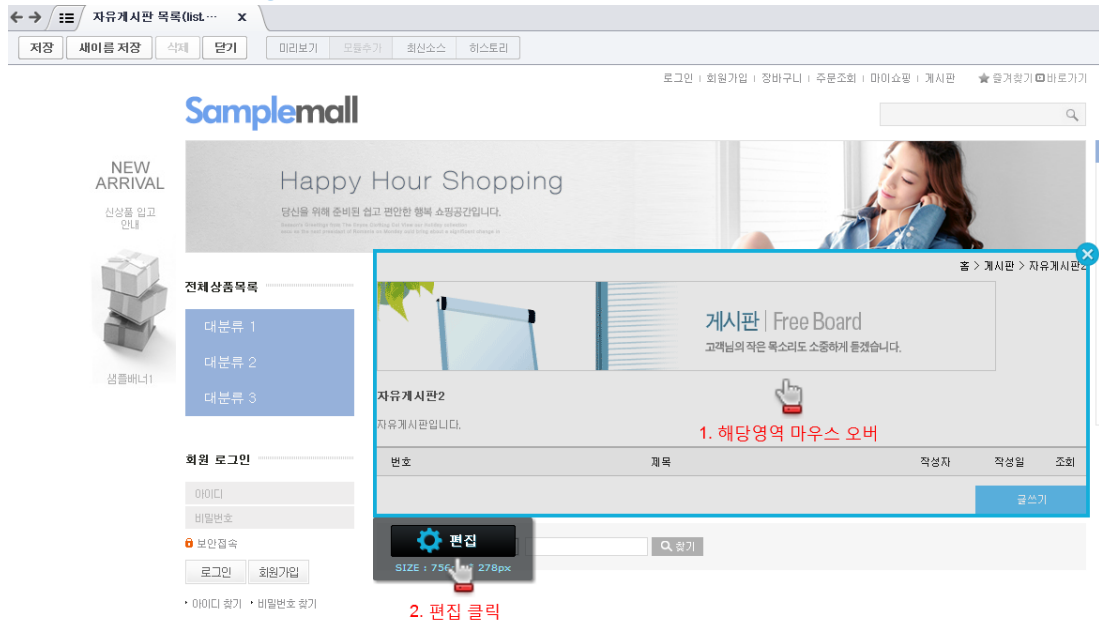 자유게시판 목록(list.··· x
저장 새이름 저장 삭제 닫기 미리보기 모듈추가 최신소스 히스토리
로그인 | 회원가입 | 장바구니 | 주문조회 | 마이쇼핑 | 게시판 즐겨찾기 바로가기
Samplemall
NEW
ARRIVAL
신상품 입고
안내
샘플배너1
Happy Hour Shopping
당신을 위해 준비된 쉽고 편안한 행복 쇼핑공간입니다.
홈 > 게시판 > 자유게시판2
전체상품목록
대분류 1
대분류 2
대분류 3
게시판 | Free Board
고객님의 작은 목소리도 소중하게 듣겠습니다.
자유게시판2
자유게시판입니다.
1. 해당영역 마우스 오버
번호 제목 작성자 작성일 조회
글쓰기
회원 로그인
아이디
비밀번호
보안접속
로그인 회원가입
· 아이디 찾기 · 비밀번호 찾기
편집
찾기
SIZE : 278px
2. 편집 클릭